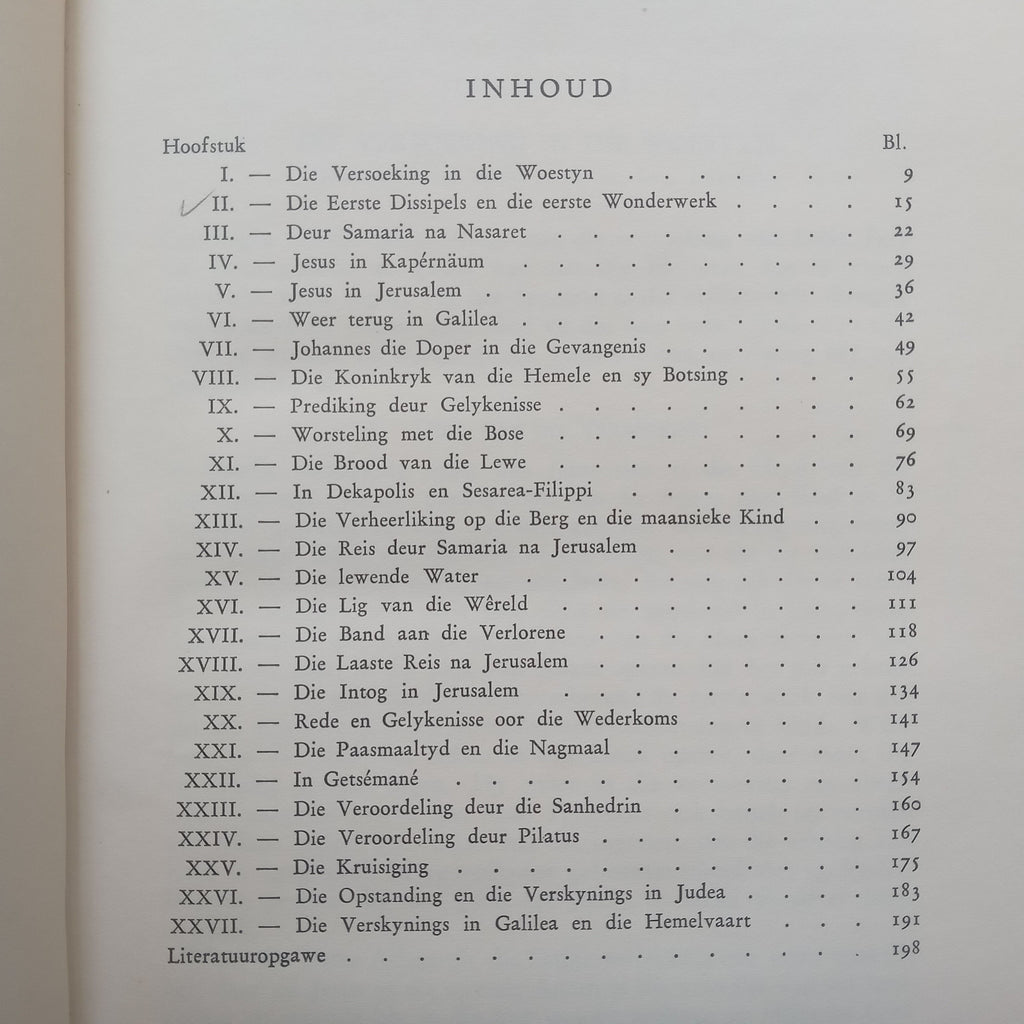 INHOUD
Hoofstuk Bl.
I. — Die Versoeking in die Woestyn . . . . . . . 9
II. — Die Eerste Dissipels en die eerste Wonderwerk . . . . 15
III. — Deur Samaria na Nasaret . . . . . . . . . 22
IV. — Jesus in Kapérnäum . . . . . . . . . . 29
V. — Jesus in Jerusalem . . . . . . . . . . . 36
VI. — Weer terug in Galilea . . . . . . . . . . 42
VII. — Johannes die Doper in die Gevangenis . . . . . . 49
VIII. — Die Koninkryk van die Hemele en sy Botsing . . . . 55
IX. — Prediking deur Gelykenisse . . . . . . . . . 62
X. — Worsteling met die Bose . . . . . . . . . 69
XI. — Die Brood van die Lewe . . . . . . . . . 76
XII. — In Dekapolis en Sesarea-Filippi . . . . . . . 83
XIII. — Die Verheerliking op die Berg en die maansieke Kind . . 90
XIV. — Die Reis deur Samaria na Jerusalem . . . . . . 97
XV. — Die lewende Water . . . . . . . . . . 104
XVI. — Die Lig van die Wêreld . . . . . . . . . 111
XVII. — Die Band aan die Verlorene . . . . . . . . 118
XVIII. — Die Laaste Reis na Jerusalem . . . . . . . . 126
XIX. — Die Intog in Jerusalem . . . . . . . . . 134
XX. — Rede en Gelykenisse oor die Wederkoms . . . . . 141
XXI. — Die Paasmaaltyd en die Nagmaal . . . . . . . 147
XXII. — In Getsémané . . . . . . . . . . . . 154
XXIII. — Die Veroordeling deur die Sanhedrin . . . . . . 160
XXIV. — Die Veroordeling deur Pilatus . . . . . . . . 167
XXV. — Die Kruisiging . . . . . . . . . . . . 175
XXVI. — Die Opstanding en die Verskynings in Judea . . . . 183
XXVII. — Die Verskynings in Galilea en die Hemelvaart . . . 191
Literatuuropgawe . . . . . . . . . . . . . . . 198